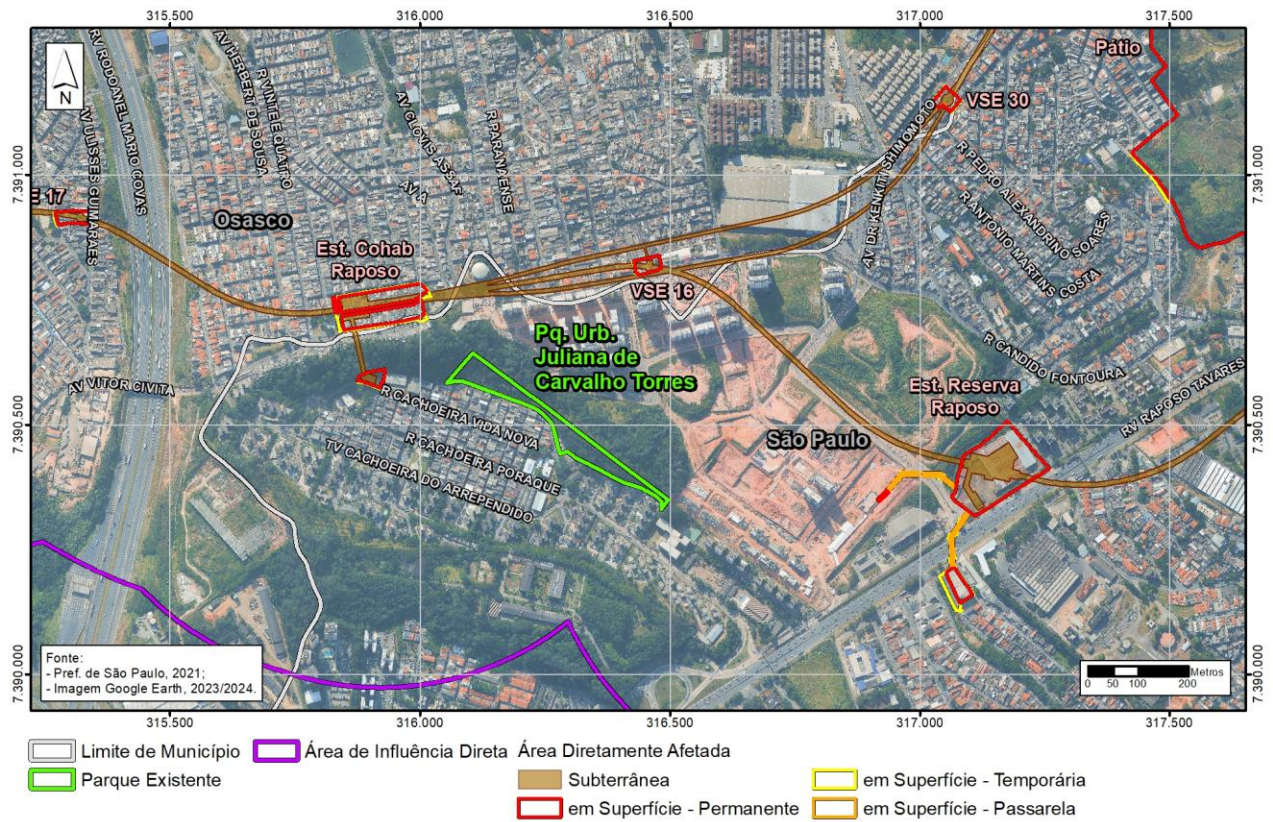 315.500 316.000 316.500 317.000 317.500
7.391.000
7.390.500
7.390.000
7.391.000
7.390.500
7.390.000
N
RV RODOANEL MARIO COVAS
AV ULISSES GUIMARAES
AV HERBERT DE SOUSA
R VINTE E QUATRO
AV CLOVIS ASSAF
AV A
R PARANAENSE
Pátio
VSE 30
AV DR KENKITI SHIMOMOTO
R PEDRO ALEXANDRINO SOARES
R ANTONIO MARTINS COSTA
E 17
Osasco
Est. Cohab
Raposo
VSE 16
Pq. Urb.
Juliana de
Carvalho Torres
R CANDIDO FONTOURA
Est. Reserva
Raposo
RV RAPOSO TAVARES
AV VITOR CIVITA
R CACHOEIRA VIDA NOVA
R CACHOEIRA PORAQUE
TV CACHOEIRA DO ARREPENDIDO
São Paulo
Fonte:
- Pref. de São Paulo, 2021;
- Imagem Google Earth, 2023/2024.
Metros
0 50 100 200
315.500 316.000 316.500 317.000 317.500
Limite de Município
Área de Influência Direta
Área Diretamente Afetada
Parque Existente
Subterrânea
em Superfície - Temporária
em Superfície - Permanente
em Superfície - Passarela